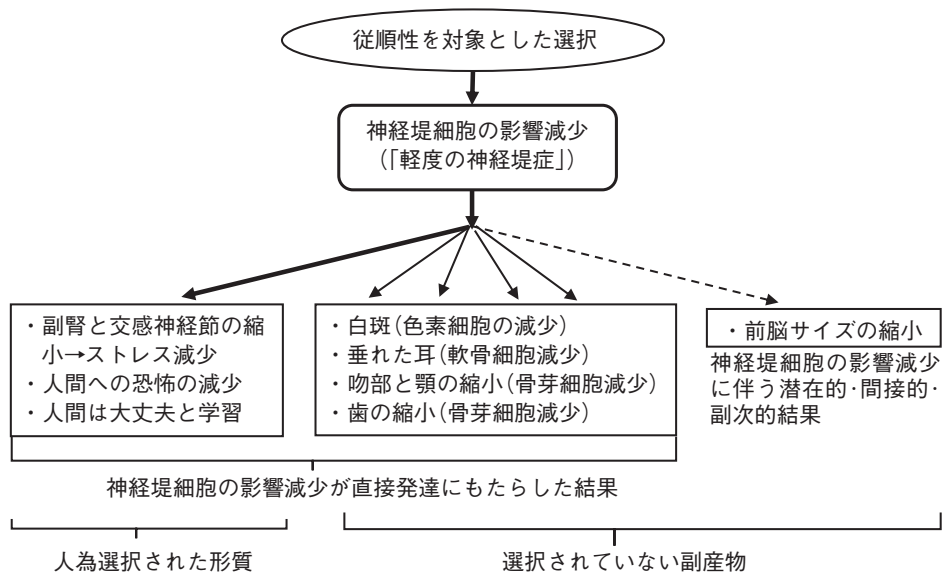 従順性を対象とした選択
神経堤細胞の影響減少
（「軽度の神経堤症」）
・副腎と交感神経節の縮
小→ストレス減少
・人間への恐怖の減少
・人間は大丈夫と学習
・白斑（色素細胞の減少）
・垂れた耳（軟骨細胞減少）
・吻部と顎の縮小（骨芽細胞減少）
・歯の縮小（骨芽細胞減少）
・前脳サイズの縮小
神経堤細胞の影響減少
に伴う潜在的・間接的・
副次的結果
神経堤細胞の影響減少が直接発達にもたらした結果
人為選択された形質
選択されていない副産物